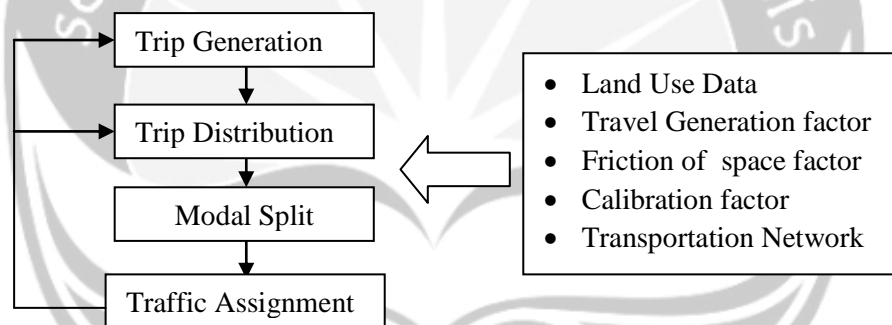 Trip Generation
Trip Distribution
Modal Split
Traffic Assignment
• Land Use Data
• Travel Generation factor
• Friction of space factor
• Calibration factor
• Transportation Network